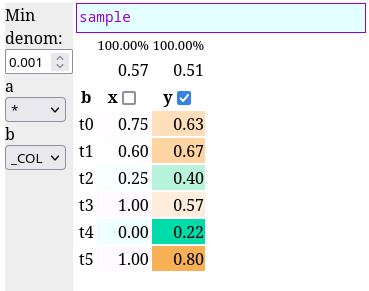 Min denom:
0.001
a
*
b
_COL
sample
100.00% 100.00%
0.57 0.51
b x y
t0 0.75 0.63
t1 0.60 0.67
t2 0.25 0.40
t3 1.00 0.57
t4 0.00 0.22
t5 1.00 0.80